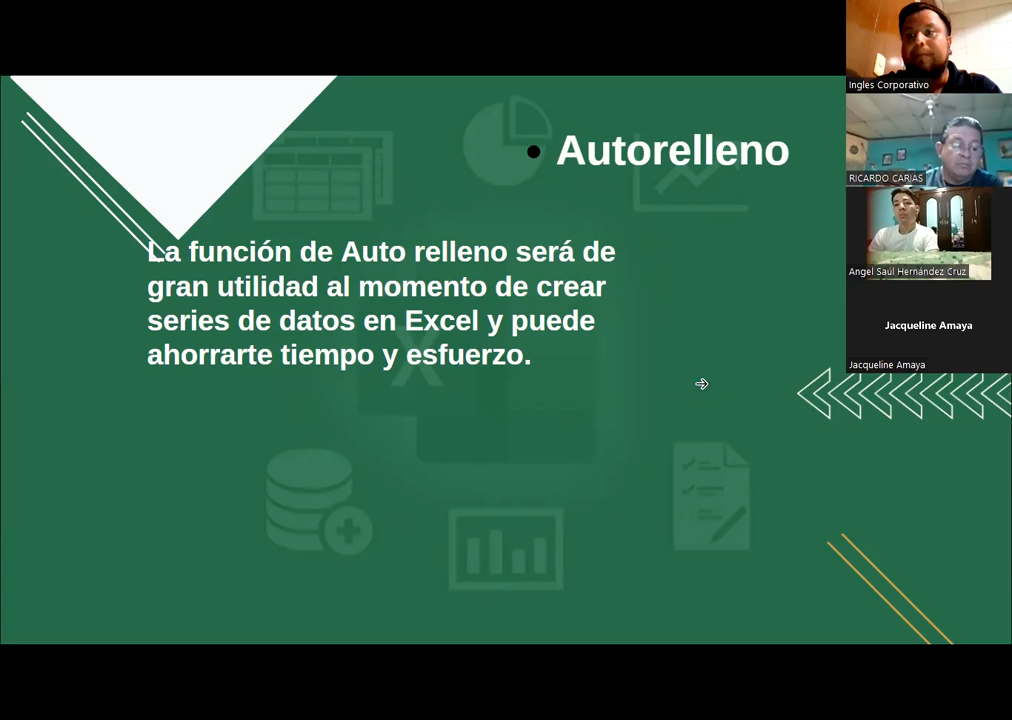 • Autorelleno
La función de Auto relleno será de
gran utilidad al momento de crear
series de datos en Excel y puede
ahorrarte tiempo y esfuerzo.
X
Ingles Corporativo
RICARDO CARIAS
Angel Saúl Hernández Cruz
Jacqueline Amaya
Jacqueline Amaya